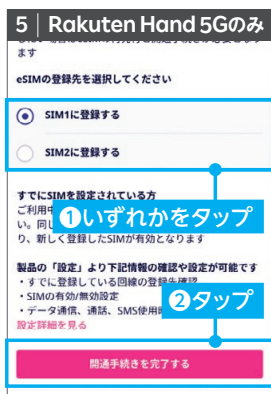 5 | Rakuten Hand 5Gのみ
ます
eSIMの登録先を選択してください
SIM1に登録する
SIM2に登録する
すでにSIMを設定されている方
ご利用中
❶いずれかをタップ
い。同じ
り、新しく登録したSIMが有効となります
製品の「設定」より下記情報の確認や設定が可能です
・すでに登録している回線の登録先確認
・SIMの有効/無効設定
❷タップ
・データ通信、通話、SMS使用
設定詳細を見る
開通手続きを完了する